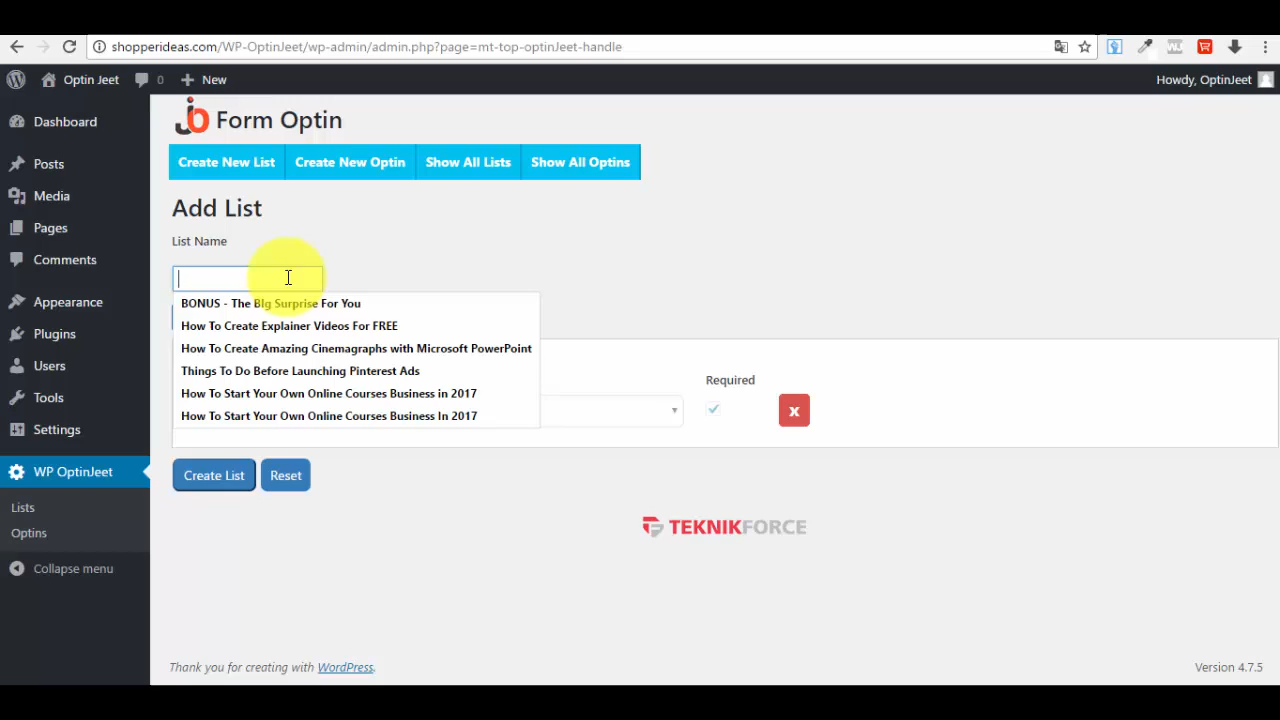 shopperideas.com/WP-OptinJeet/wp-admin/admin.php?page=mt-top-optinJeet-handle
Optin Jeet 0 New Howdy, OptinJeet
Dashboard
Posts
Media
Pages
Comments
Appearance
Plugins
Users
Tools
Settings
WP OptinJeet
Lists
Optins
Collapse menu
Form Optin
Create New List Create New Optin Show All Lists Show All Optins
Add List
List Name
BONUS - The BIg Surprise For You
How To Create Explainer Videos For FREE
How To Create Amazing Cinemagraphs with Microsoft PowerPoint
Things To Do Before Launching Pinterest Ads
How To Start Your Own Online Courses Business in 2017
How To Start Your Own Online Courses Business In 2017
Required
x
Create List Reset
TEKNIKFORCE
Thank you for creating with WordPress. Version 4.7.5